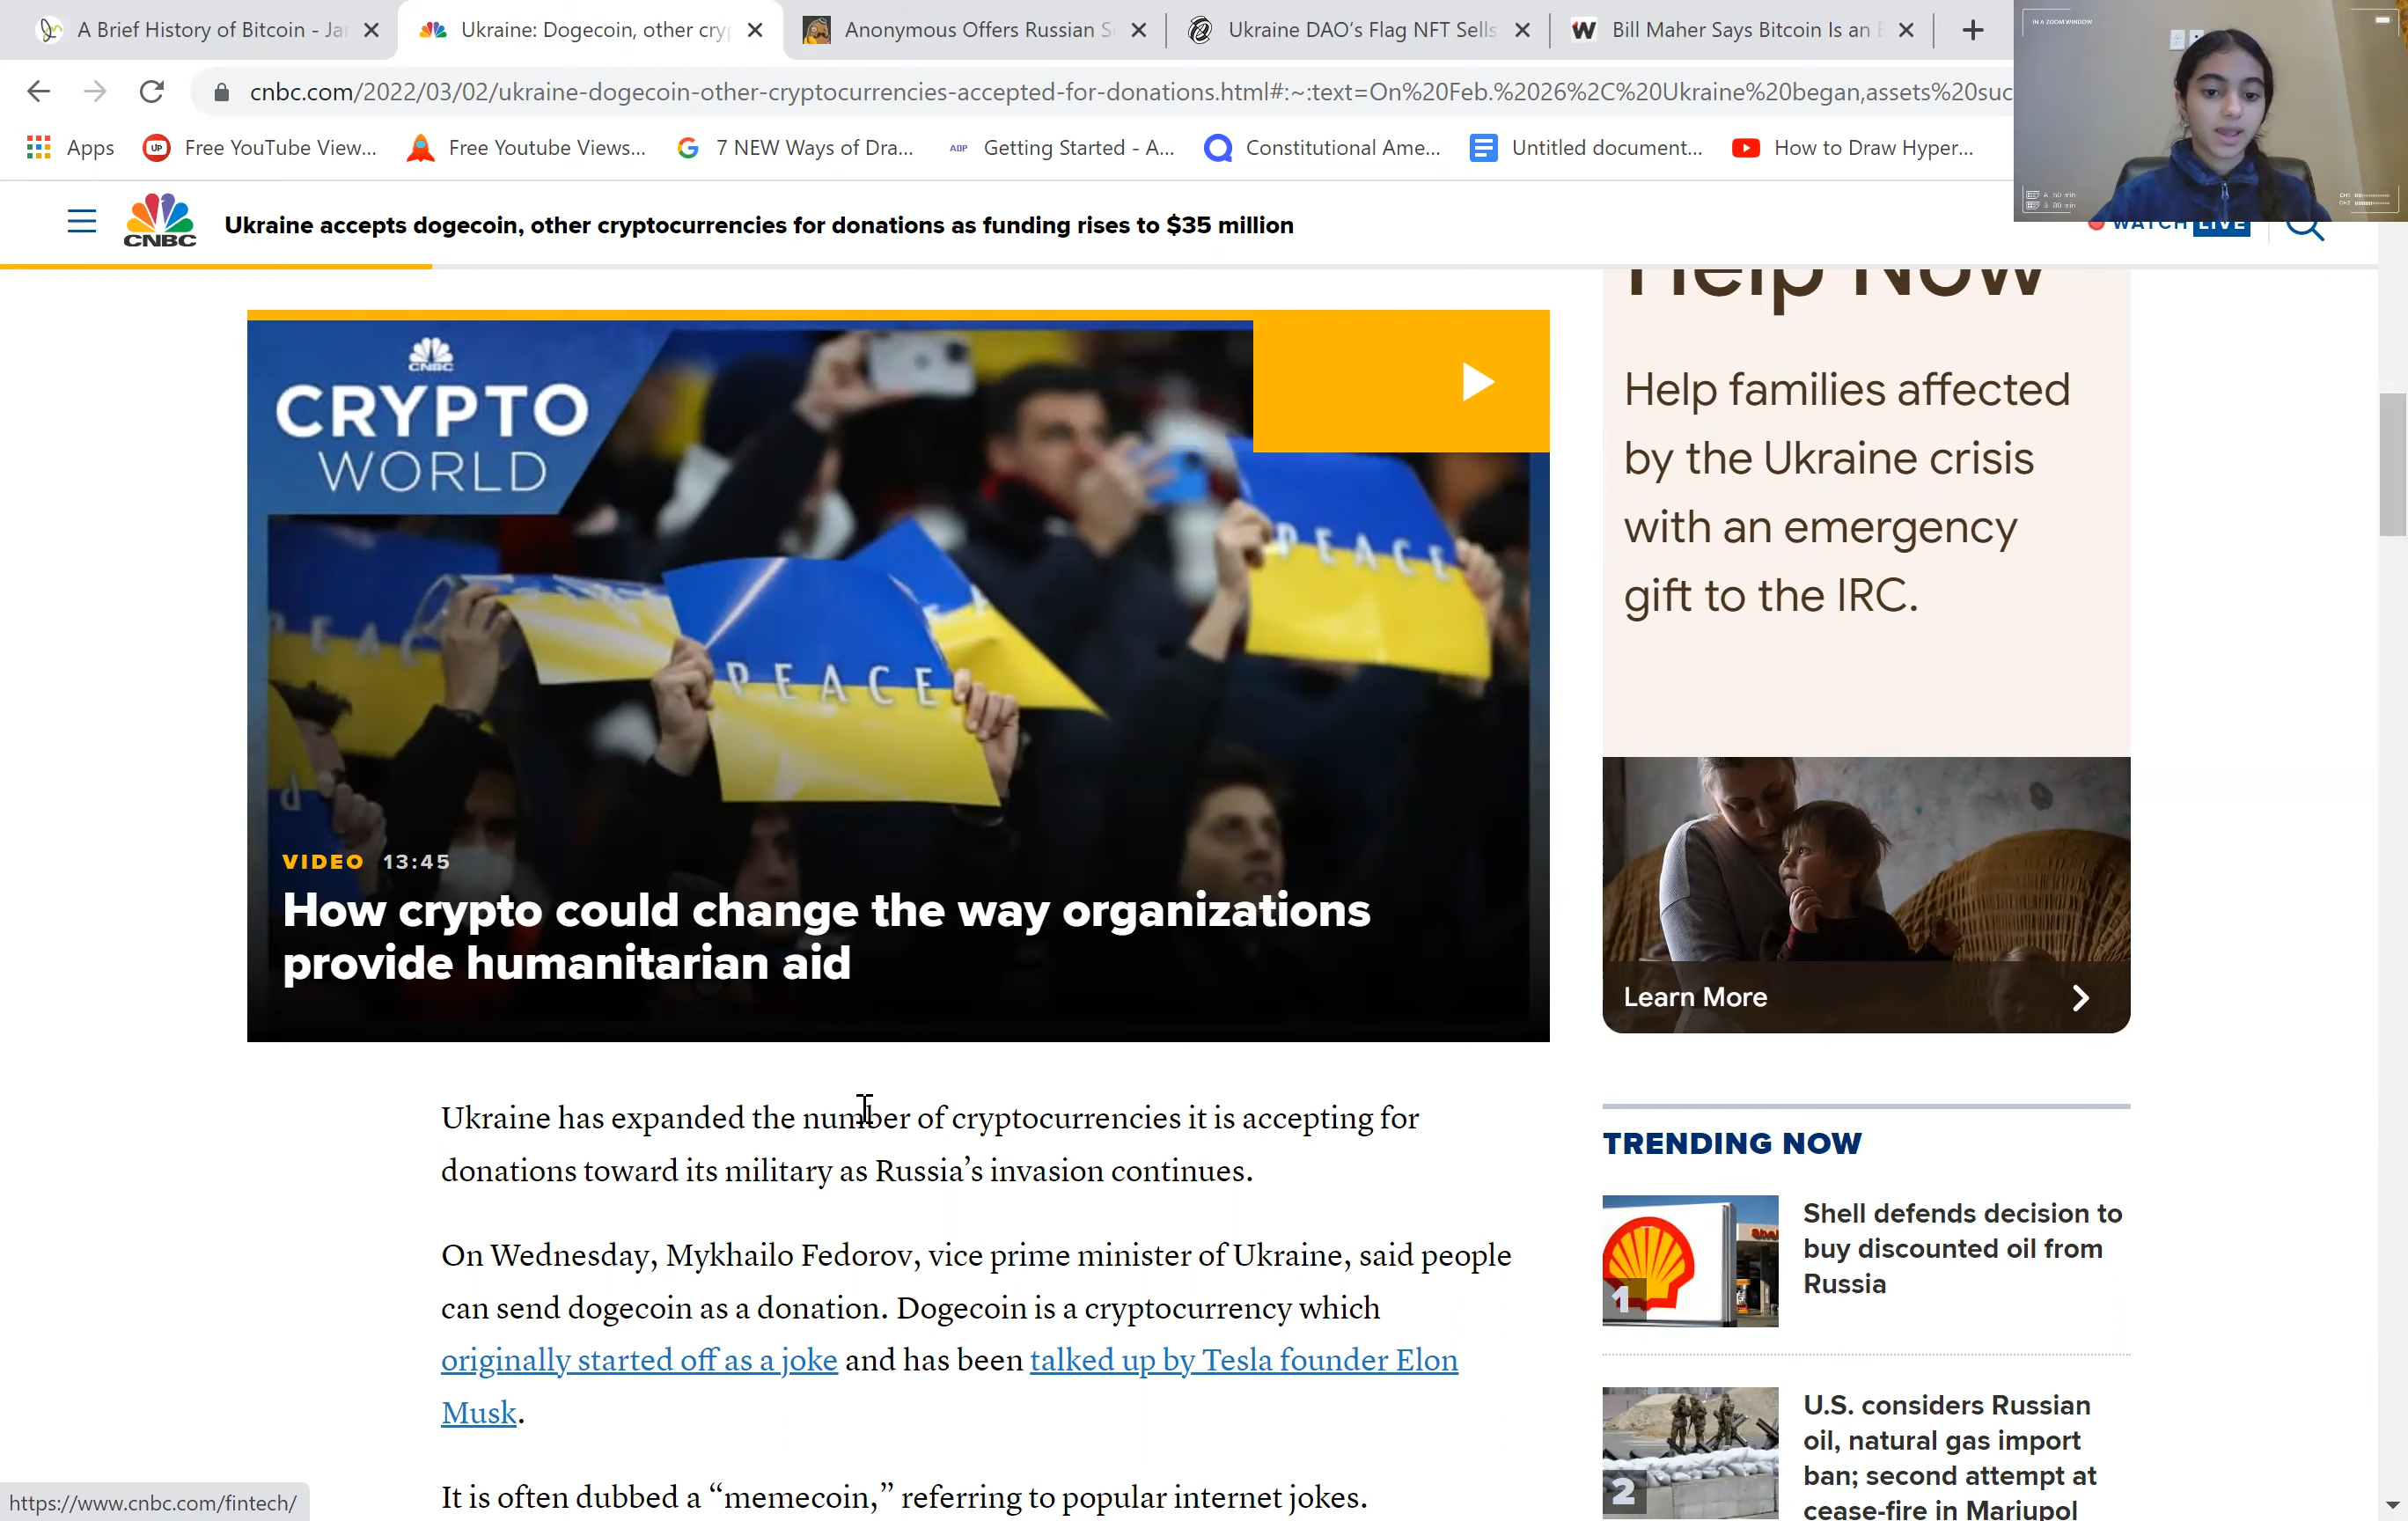 A Brief History of Bitcoin - Ja
Ukraine: Dogecoin, other cry
Anonymous Offers Russian S
Ukraine DAO's Flag NFT Sells
Bill Maher Says Bitcoin Is an
IN A ZOOM WINDOW
cnbc.com/2022/03/02/ukraine-dogecoin-other-cryptocurrencies-accepted-for-donations.html#:~:text=On%20Feb.%2026%2C%20Ukraine%20began,assets%20suc
Apps
UP
Free YouTube View...
Free Youtube Views...
7 NEW Ways of Dra...
ADP
Getting Started - A...
Constitutional Ame...
Untitled document...
How to Draw Hyper...
CNBC
Ukraine accepts dogecoin, other cryptocurrencies for donations as funding rises to $35 million
WATCH LIVE
CNBC
CRYPTO
WORLD
PEACE
PEACE
PEAC
VIDEO 13:45
How crypto could change the way organizations
provide humanitarian aid
Help Now
Help families affected
by the Ukraine crisis
with an emergency
gift to the IRC.
Learn More
Ukraine has expanded the number of cryptocurrencies it is accepting for
donations toward its military as Russia's invasion continues.
On Wednesday, Mykhailo Fedorov, vice prime minister of Ukraine, said people
can send dogecoin as a donation. Dogecoin is a cryptocurrency which
originally started off as a joke and has been talked up by Tesla founder Elon
Musk.
It is often dubbed a “memecoin,” referring to popular internet jokes.
TRENDING NOW
1
Shell defends decision to
buy discounted oil from
Russia
2
U.S. considers Russian
oil, natural gas import
ban; second attempt at
cease-fire in Mariupol
https://www.cnbc.com/fintech/